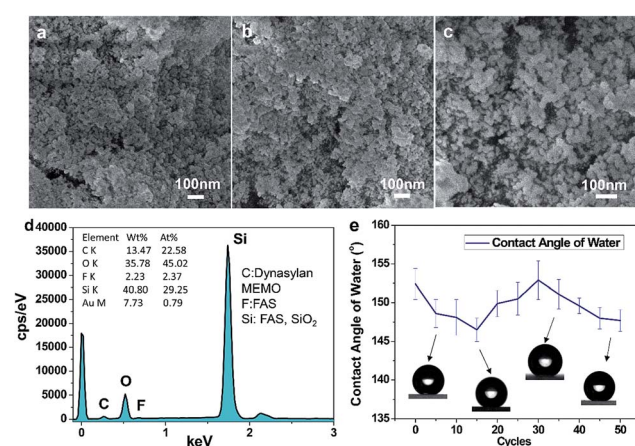 a
b
c
100nm
100nm
100nm
d
40000
35000
30000
25000
20000
15000
10000
5000
0
cps/eV
Element Wt% At%
C K 13.47 22.58
O K 35.78 45.02
F K 2.23 2.37
Si K 40.80 29.25
Au M 7.73 0.79
Si
C:Dynasylan
MEMO
F:FAS
Si: FAS, SiO₂
C
O
F
0 1 2 3
keV
e
160
155
150
145
140
135
Contact Angle of Water (°)
Contact Angle of Water
0 10 20 30 40 50
Cycles